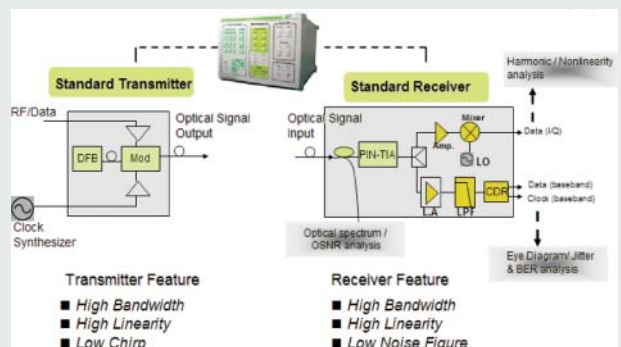 Standard Transmitter
Standard Receiver
Harmonic / Nonlinearity
analysis
RF/Data
Optical Signal
Output
DFB
Mod
Clock
Synthesizer
Optical Signal
Input
PIN-TIA
Amp.
Mixer
LO
Data (I/Q)
L.A
LPF
CDR
Data (baseband)
Clock (baseband)
Optical spectrum /
OSNR analysis
Eye Diagram/ Jitter
& BER analysis
Transmitter Feature
■ High Bandwidth
■ High Linearity
■ Low Chirp
Receiver Feature
■ High Bandwidth
■ High Linearity
■ Low Noise Figure